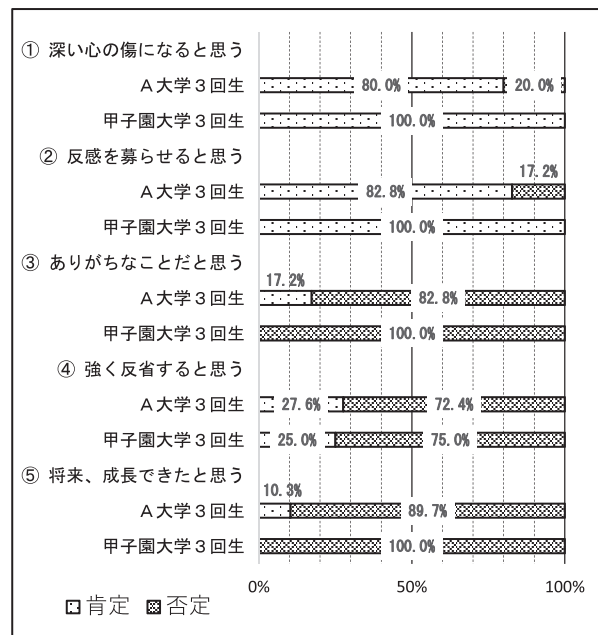 ① 深い心の傷になると思う
A大学3回生 80.0% 20.0%
甲子園大学3回生 100.0%
② 反感を募らせると思う
17.2%
A大学3回生 82.8%
甲子園大学3回生 100.0%
③ ありがちなことだと思う
17.2%
A大学3回生 82.8%
甲子園大学3回生 100.0%
④ 強く反省すると思う
A大学3回生 27.6% 72.4%
甲子園大学3回生 25.0% 75.0%
⑤ 将来、成長できたと思う
10.3%
A大学3回生 89.7%
甲子園大学3回生 100.0%
0% 50% 100%
肯定 否定